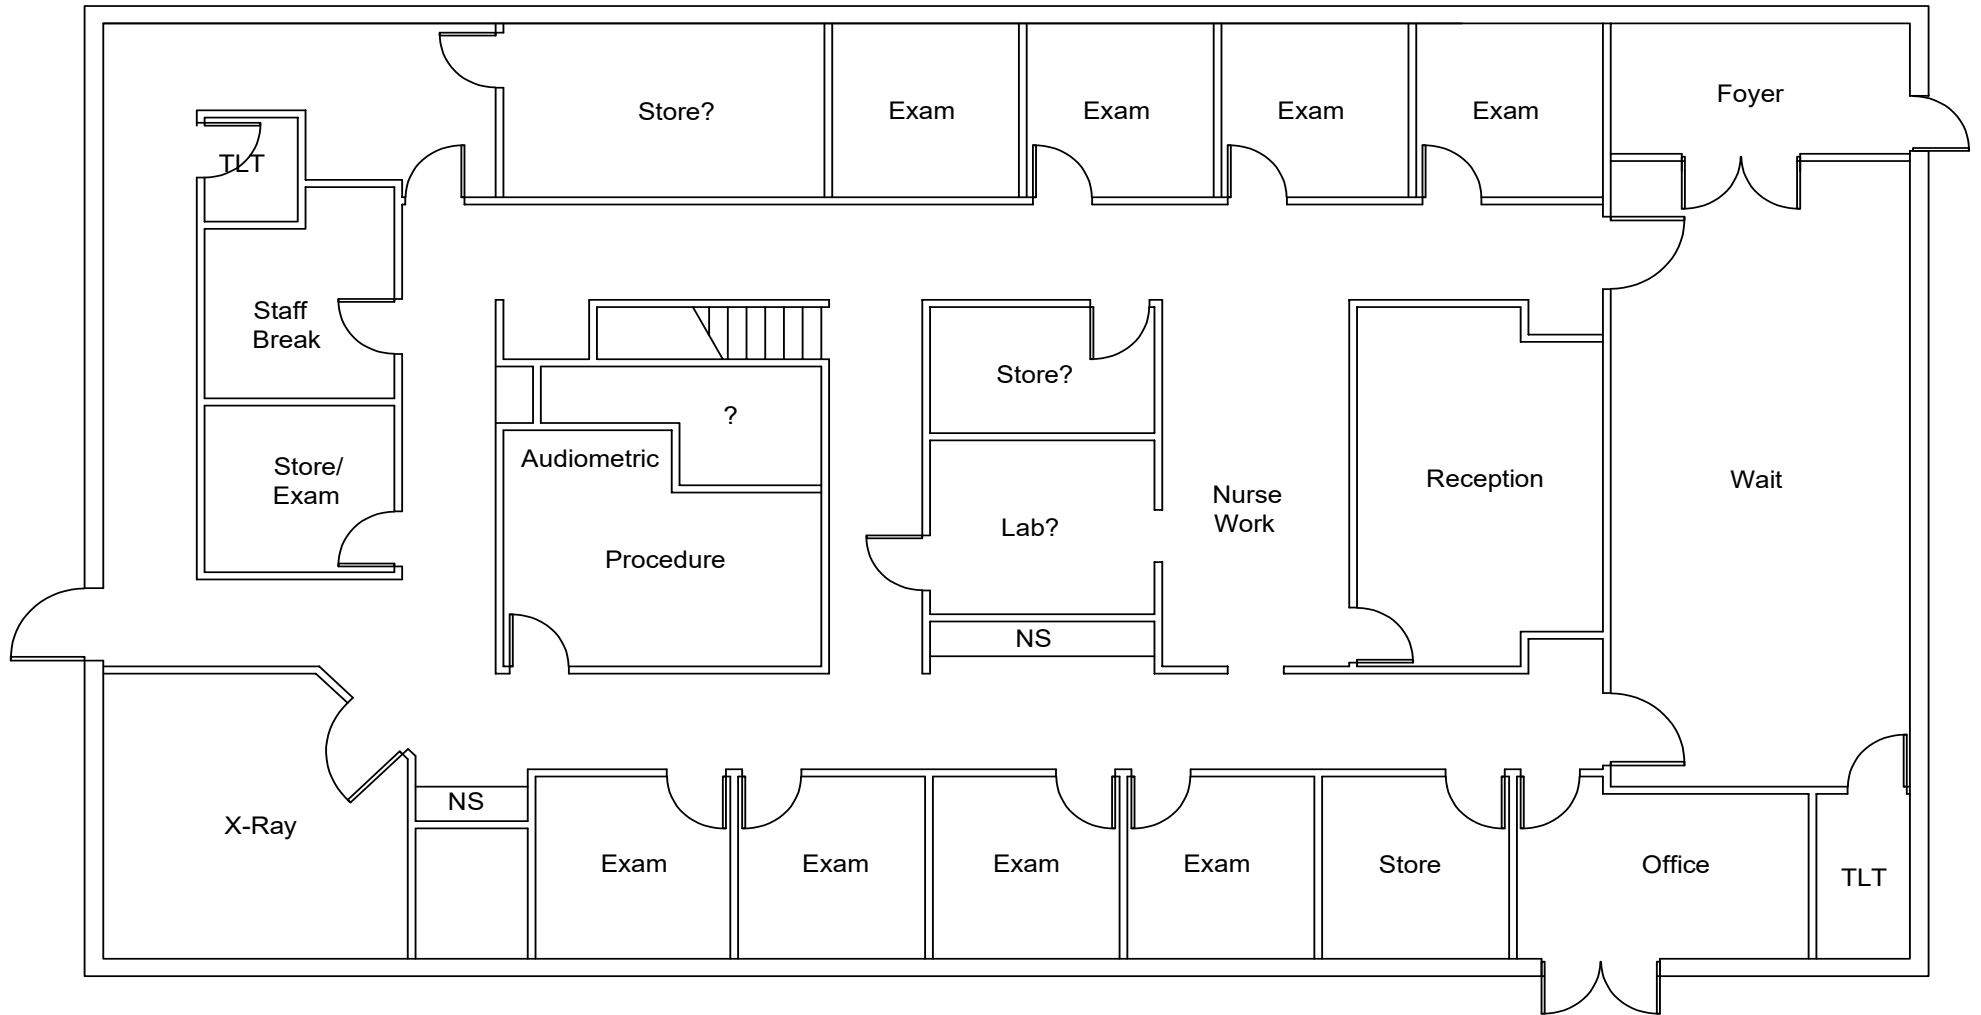 Foyer
Store?
Exam
Exam
Exam
Exam
TLT
Staff
Break
Store?
?
Audiometric
Store/
Exam
Reception
Wait
Nurse
Work
Lab?
Procedure
NS
NS
X-Ray
Exam
Exam
Exam
Exam
Store
Office
TLT